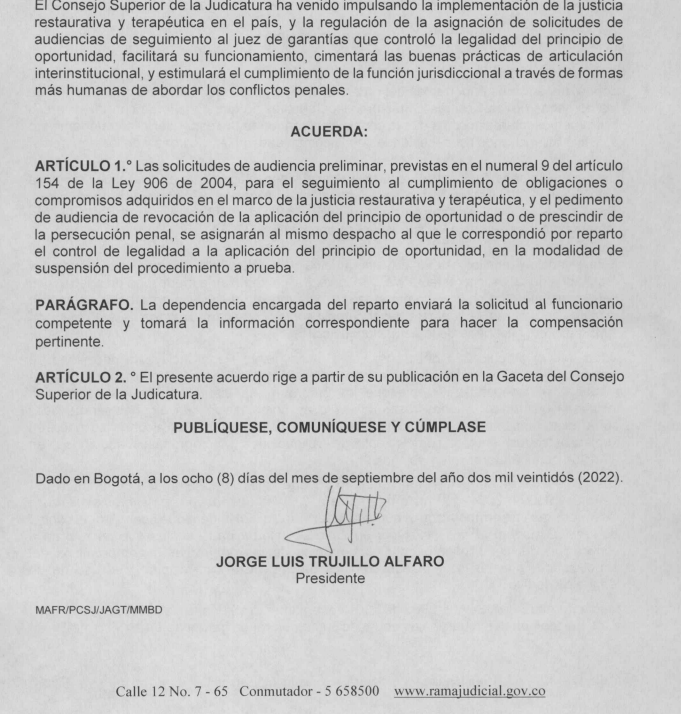 El Consejo Superior de la Judicatura ha venido impulsando la implementación de la justicia
restaurativa y terapéutica en el país, y la regulación de la asignación de solicitudes de
audiencias de seguimiento al juez de garantías que controló la legalidad del principio de
oportunidad, facilitará su funcionamiento, cimentará las buenas prácticas de articulación
interinstitucional, y estimulará el cumplimiento de la función jurisdiccional a través de formas
más humanas de abordar los conflictos penales.
ACUERDA:
ARTÍCULO 1.° Las solicitudes de audiencia preliminar, previstas en el numeral 9 del artículo
154 de la Ley 906 de 2004, para el seguimiento al cumplimiento de obligaciones o
compromisos adquiridos en el marco de la justicia restaurativa y terapéutica, y el pedimento
de audiencia de revocación de la aplicación del principio de oportunidad o de prescindir de
la persecución penal, se asignarán al mismo despacho al que le correspondió por reparto
el control de legalidad a la aplicación del principio de oportunidad, en la modalidad de
suspensión del procedimiento a prueba.
PARÁGRAFO. La dependencia encargada del reparto enviará la solicitud al funcionario
competente y tomará la información correspondiente para hacer la compensación
pertinente.
ARTÍCULO 2. ° El presente acuerdo rige a partir de su publicación en la Gaceta del Consejo
Superior de la Judicatura.
PUBLÍQUESE, COMUNÍQUESE Y CÚMPLASE
Dado en Bogotá, a los ocho (8) días del mes de septiembre del año dos mil veintidós (2022).
JORGE LUIS TRUJILLO ALFARO
Presidente
MAFR/PCSJ/JAGT/MMBD
Calle 12 No. 7 - 65 Conmutador - 5 658500 www.ramajudicial.gov.co